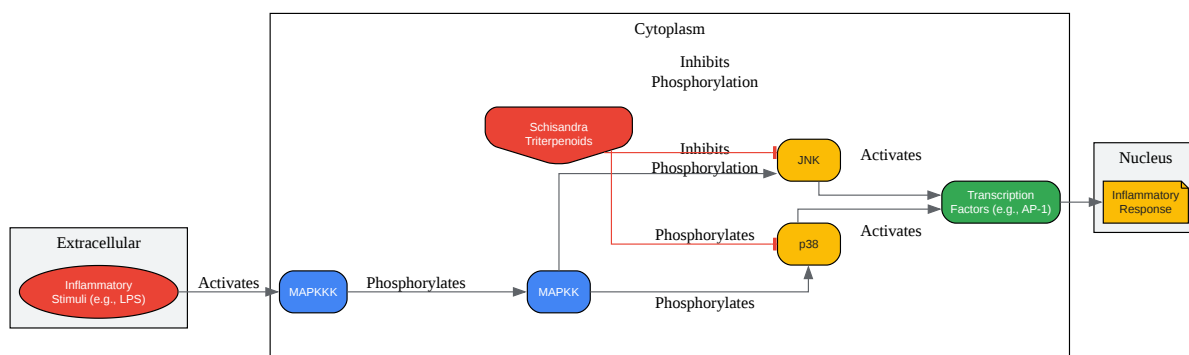 Cytoplasm
Inhibits
Phosphorylation
Schisandra
Triterpenoids
Inhibits
Phosphorylation
JNK
Activates
Nucleus
Inflammatory
Response
Transcription
Factors (e.g., AP-1)
Phosphorylates
p38
Activates
Extracellular
Inflammatory
Stimuli (e.g., LPS)
Activates
MAPKKK
Phosphorylates
MAPKK
Phosphorylates